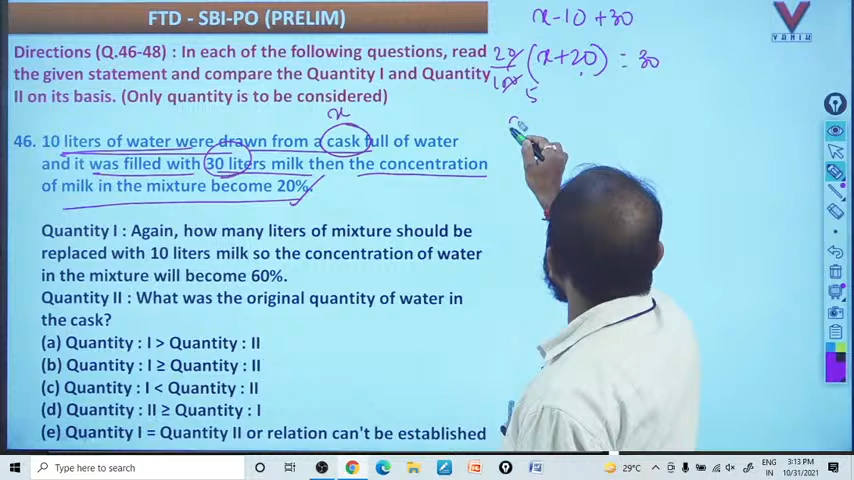 FTD - SBI-PO (PRELIM)
Directions (Q.46-48) : In each of the following questions, read
the given statement and compare the Quantity I and Quantity
II on its basis. (Only quantity is to be considered)
x
46. 10 liters of water were drawn from a cask full of water
and it was filled with 30 liters milk then the concentration
of milk in the mixture become 20%.
Quantity I : Again, how many liters of mixture should be
replaced with 10 liters milk so the concentration of water
in the mixture will become 60%.
Quantity II : What was the original quantity of water in
the cask?
(a) Quantity : I > Quantity : II
(b) Quantity : I ≥ Quantity : II
(c) Quantity : I < Quantity : II
(d) Quantity : II ≥ Quantity : I
(e) Quantity I = Quantity II or relation can't be established
x-10+30
20/100 (x+20) = 30
5
VANIK
Type here to search
29°C
ENG
IN
3:13 PM
10/31/2021